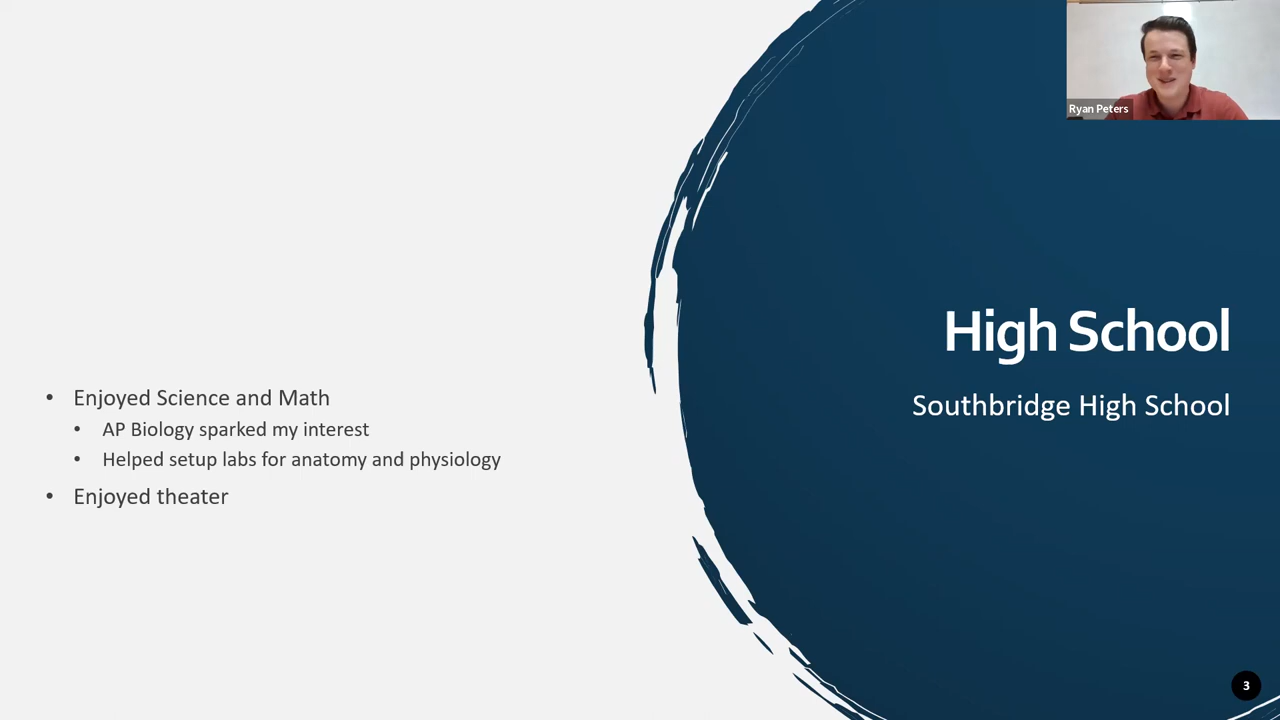 Ryan Peters
High School
Southbridge High School
• Enjoyed Science and Math
• AP Biology sparked my interest
• Helped setup labs for anatomy and physiology
• Enjoyed theater
3